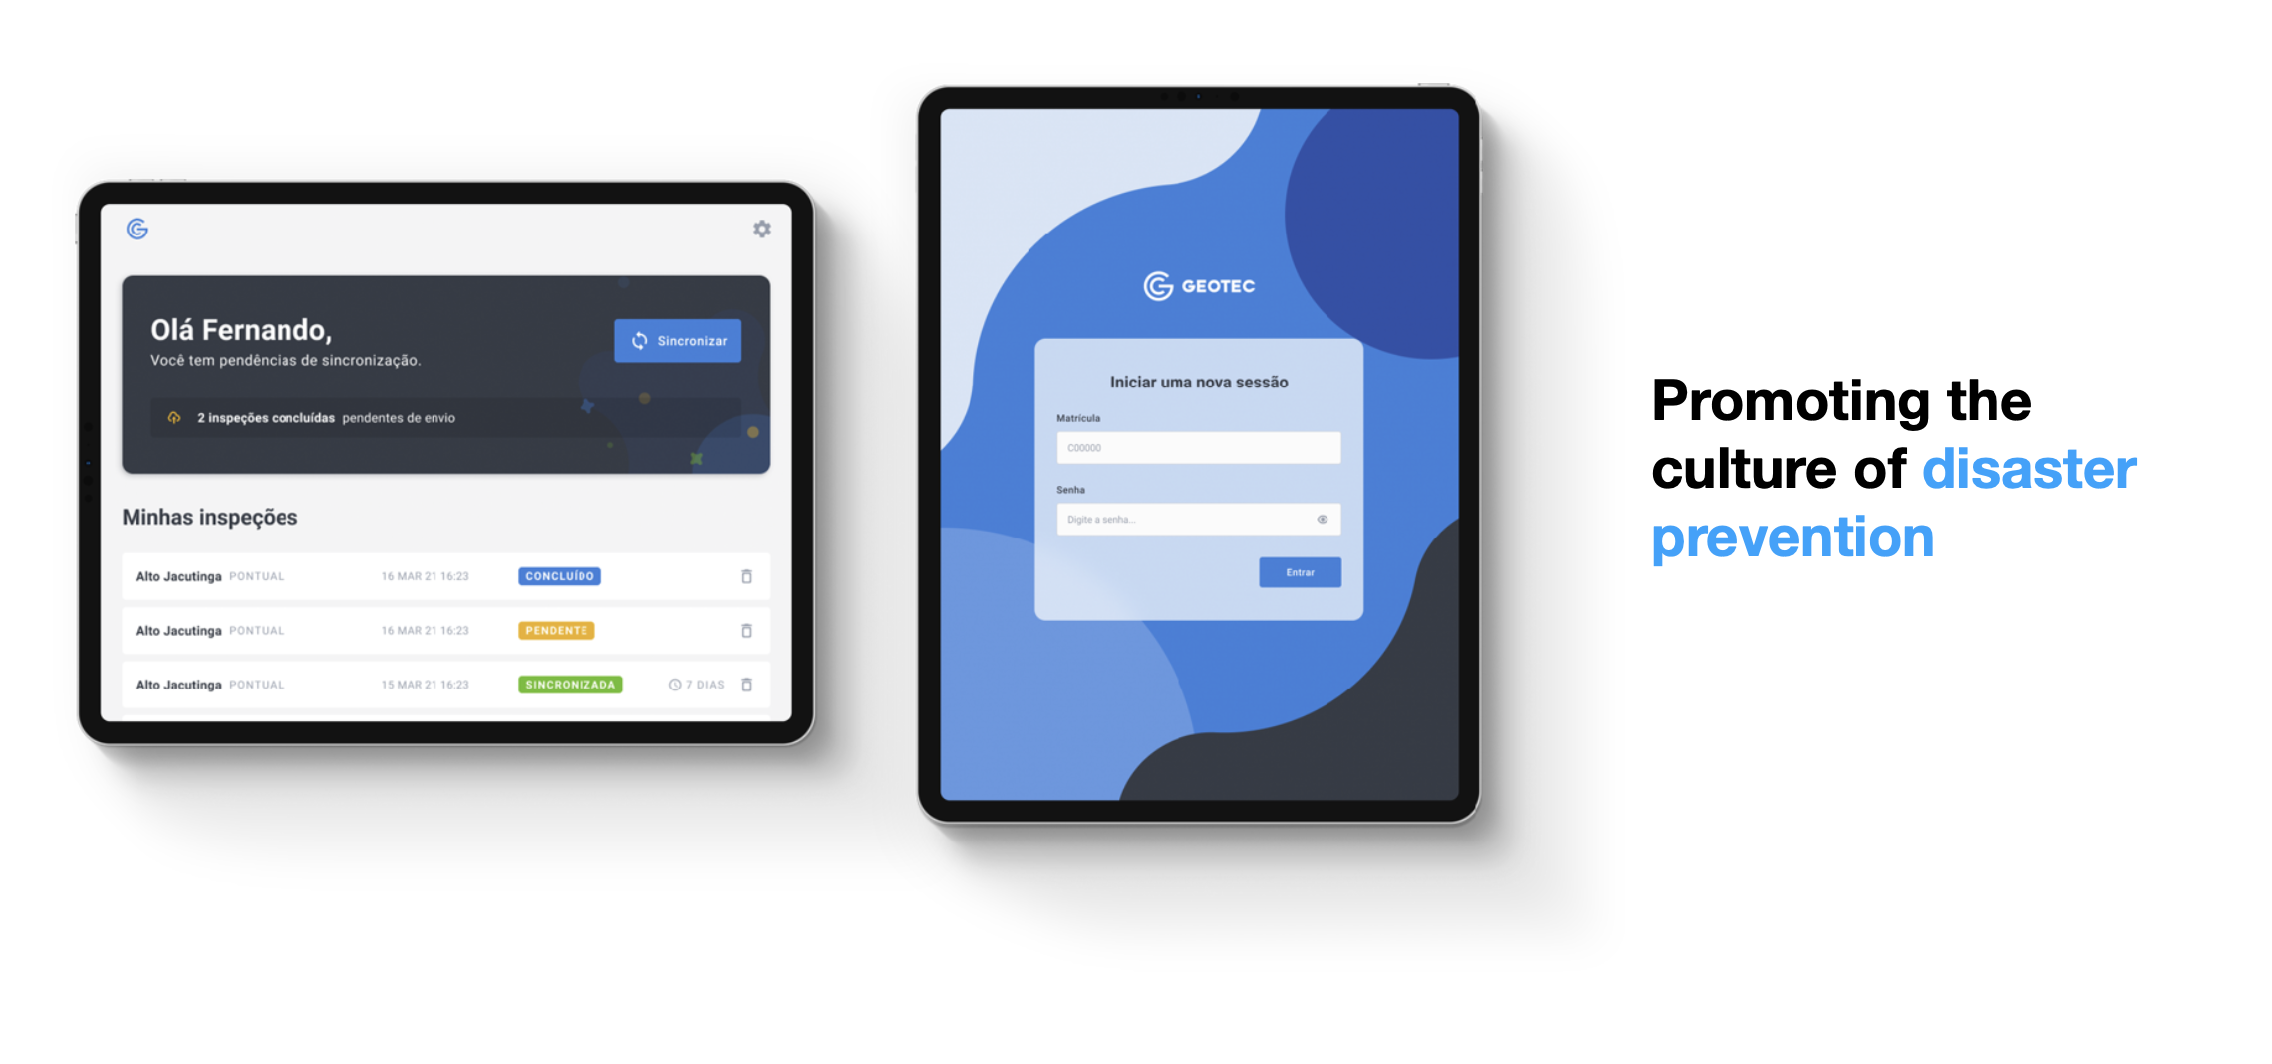 Olá Fernando,
Você tem pendências de sincronização.
Sincronizar
2 inspeções concluídas pendentes de envio
Minhas inspeções
Alto Jacutinga PONTUAL 16 MAR 21 16:23 CONCLUÍDO
Alto Jacutinga PONTUAL 16 MAR 21 16:23 PENDENTE
Alto Jacutinga PONTUAL 15 MAR 21 16:23 SINCRONIZADA 7 DIAS
GEOTEC
Iniciar uma nova sessão
Matrícula
C00000
Senha
Digite a senha...
Entrar
Promoting the
culture of disaster
prevention